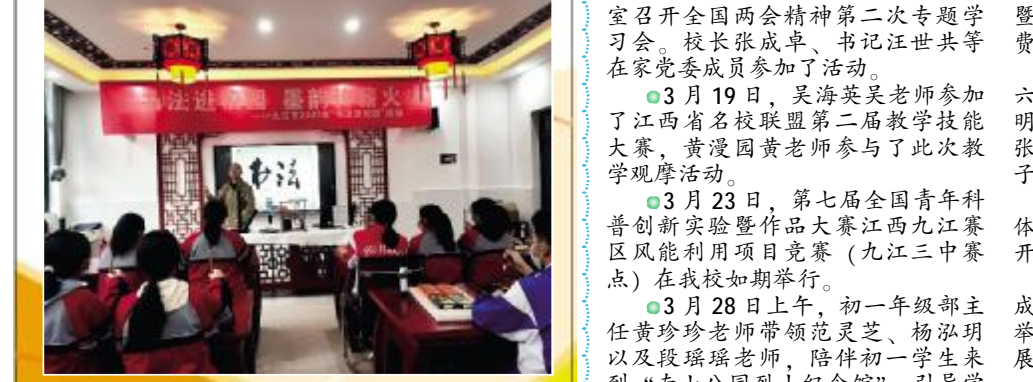 书法
室召开全国两会精神第二次专题学
习会。校长张成卓、书记汪世共等
在家党委成员参加了活动。
3月19日，吴海英吴老师参加
了江西省名校联盟第二届教学技能
大赛，黄漫园黄老师参与了此次教
学观摩活动。
3月23日，第七届全国青年科
普创新实验暨作品大赛江西九江赛
区风能利用项目竞赛（九江三中赛
点）在我校如期举行。
3月28日上午，初一年级部主
任黄珍珍老师带领范灵芝、杨泓玥
以及段瑶瑶老师，陪伴初一学生来
暨
费
六
明
张
子
体
开
成
举
展